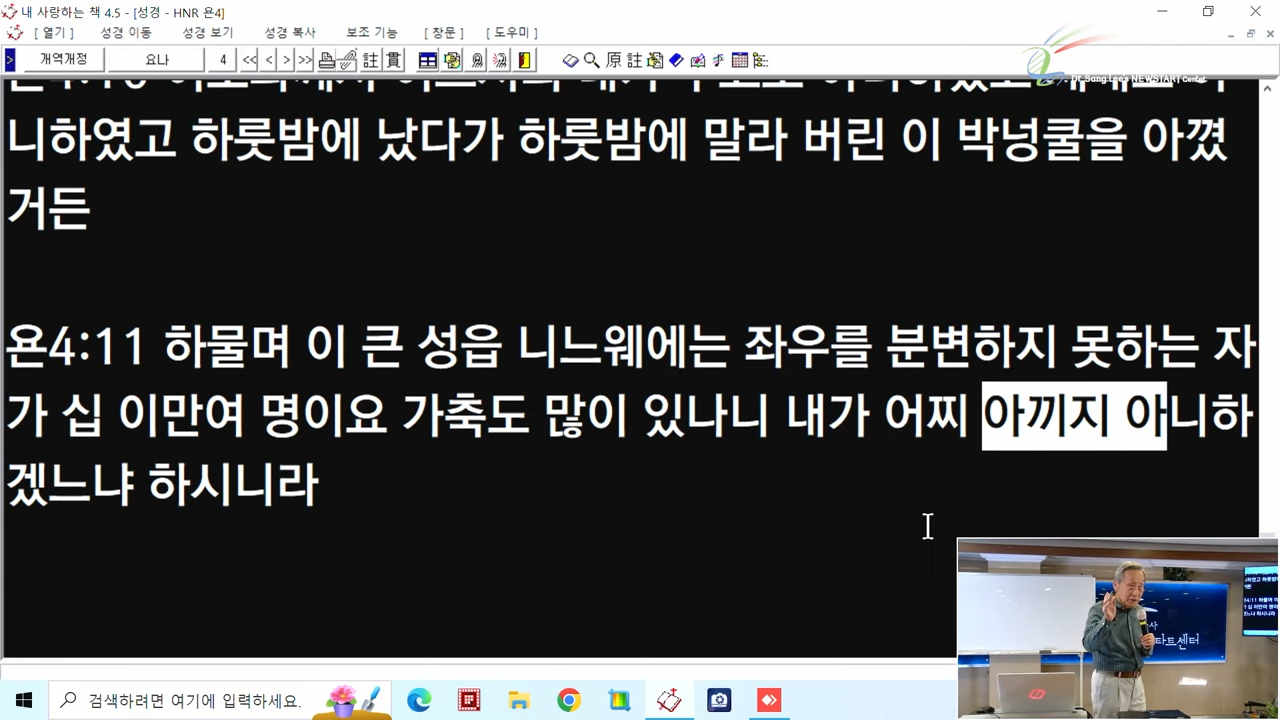 내 사랑하는 책 4.5 - [성경 - HNR 욘4]
[ 열기 ] 성경 이동 성경 보기 성경 복사 보조 기능 [ 창문 ] [ 도우미 ]
개역개정 요나 4 << < > >> 註 貫 原 註
Dr. Sang Lee's NEWSTART Center
니하였고 하룻밤에 났다가 하룻밤에 말라 버린 이 박넝쿨을 아꼈
거든
욘4:11 하물며 이 큰 성읍 니느웨에는 좌우를 분변하지 못하는 자
가 십 이만여 명이요 가축도 많이 있나니 내가 어찌 아끼지 아니하
겠느냐 하시니라
타트센터
검색하려면 여기에 입력하세요.